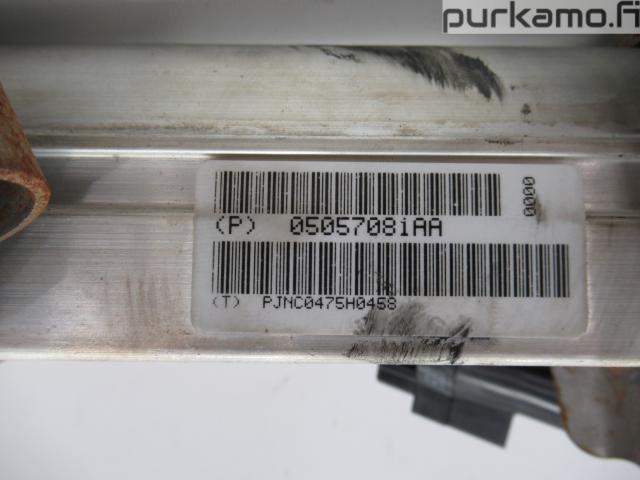 purkamo.fi
0000
(P) 05057081AA
(T) PJNC0475H0458